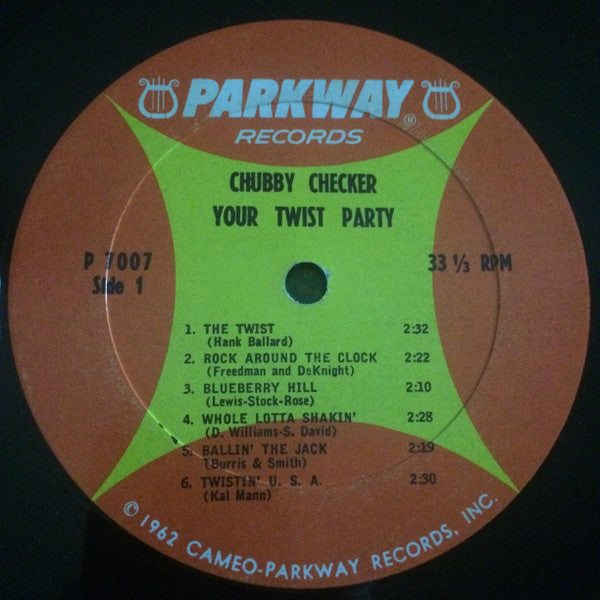 PARKWAY®
RECORDS
CHUBBY CHECKER
YOUR TWIST PARTY
P 7007
Side 1
33 ⅓ RPM
1. THE TWIST 2:32
(Hank Ballard)
2. ROCK AROUND THE CLOCK 2:22
(Freedman and DeKnight)
3. BLUEBERRY HILL 2:10
(Lewis-Stock-Rose)
4. WHOLE LOTTA SHAKIN' 2:28
(D. Williams-S. David)
5. BALLIN' THE JACK 2:19
(Burris & Smith)
6. TWISTIN' U. S. A. 2:30
(Kal Mann)
© 1962 CAMEO-PARKWAY RECORDS, INC.